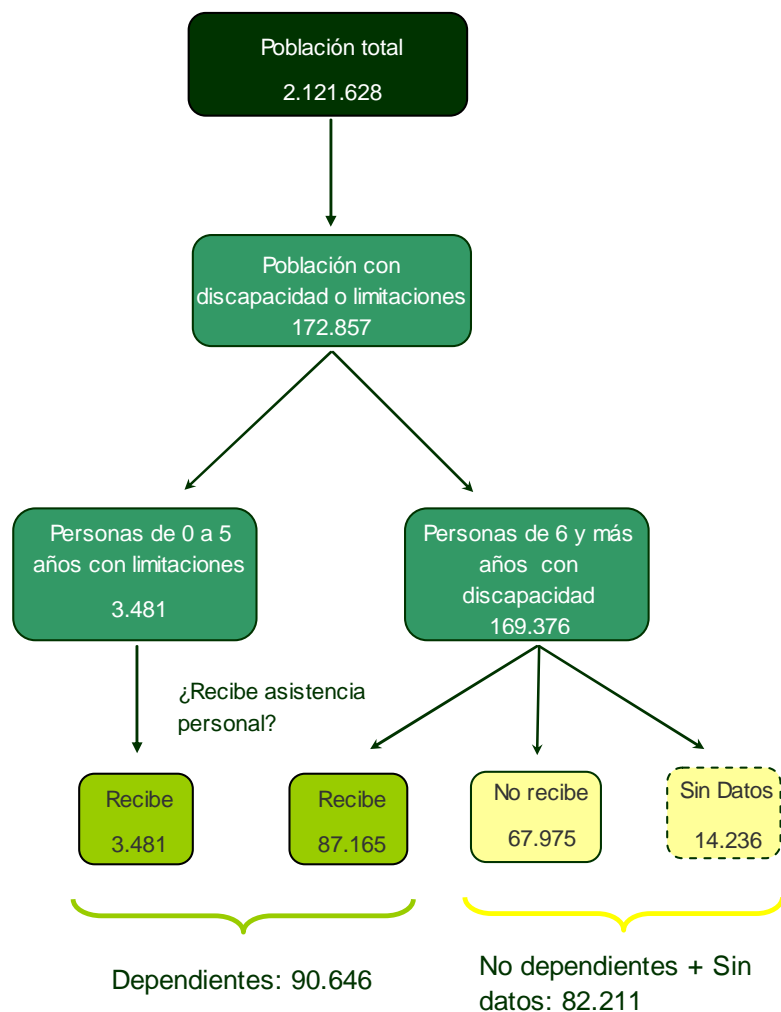 Población total
2.121.628
Población con
discapacidad o limitaciones
172.857
Personas de 0 a 5
años con limitaciones
3.481
Personas de 6 y más
años con
discapacidad
169.376
¿Recibe asistencia
personal?
Recibe
3.481
Recibe
87.165
No recibe
67.975
Sin Datos
14.236
Dependientes: 90.646
No dependientes + Sin
datos: 82.211